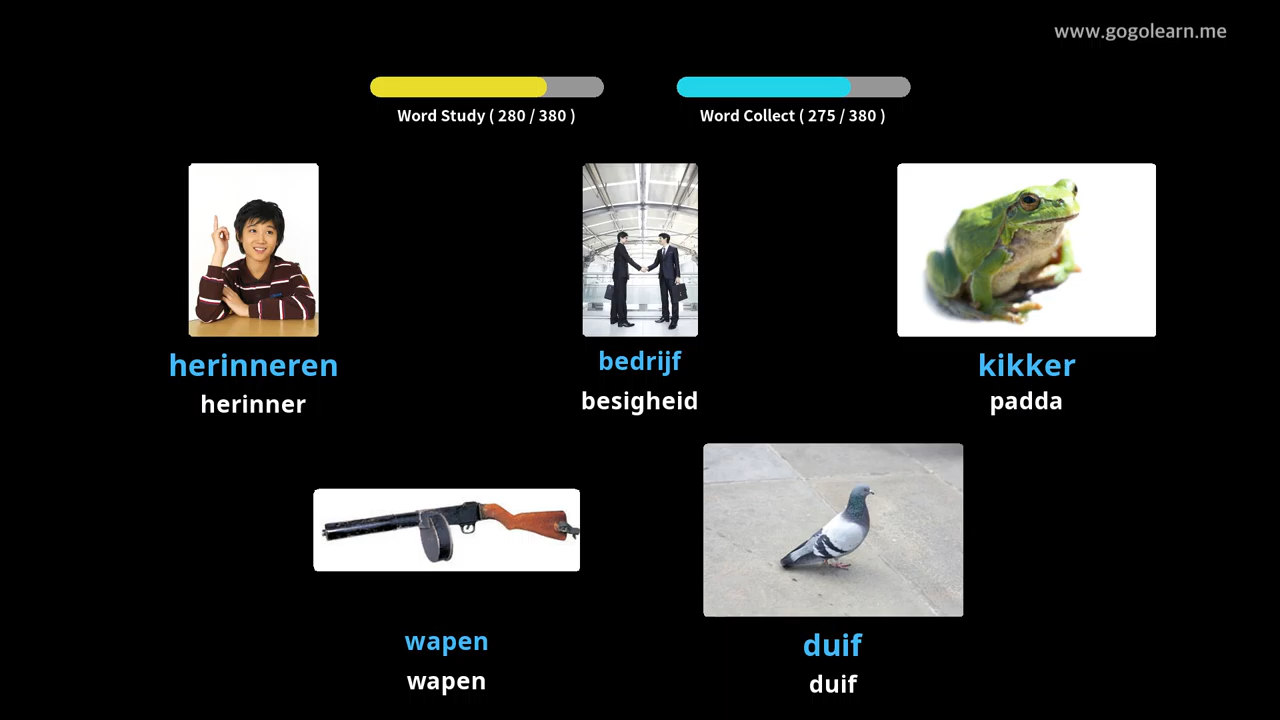 www.gogolearn.me
Word Study ( 280 / 380 )
Word Collect ( 275 / 380 )
herinneren
herinner
bedrijf
besigheid
kikker
padda
wapen
wapen
duif
duif